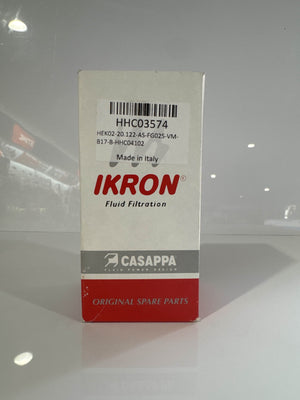 HHC03574
HEK02-20.122-AS-FG025-VM-
B17-B-HHC04102
Made in Italy
IKRON®
Fluid Filtration
CASAPPA
FLUID POWER DESIGN
ORIGINAL SPARE PARTS